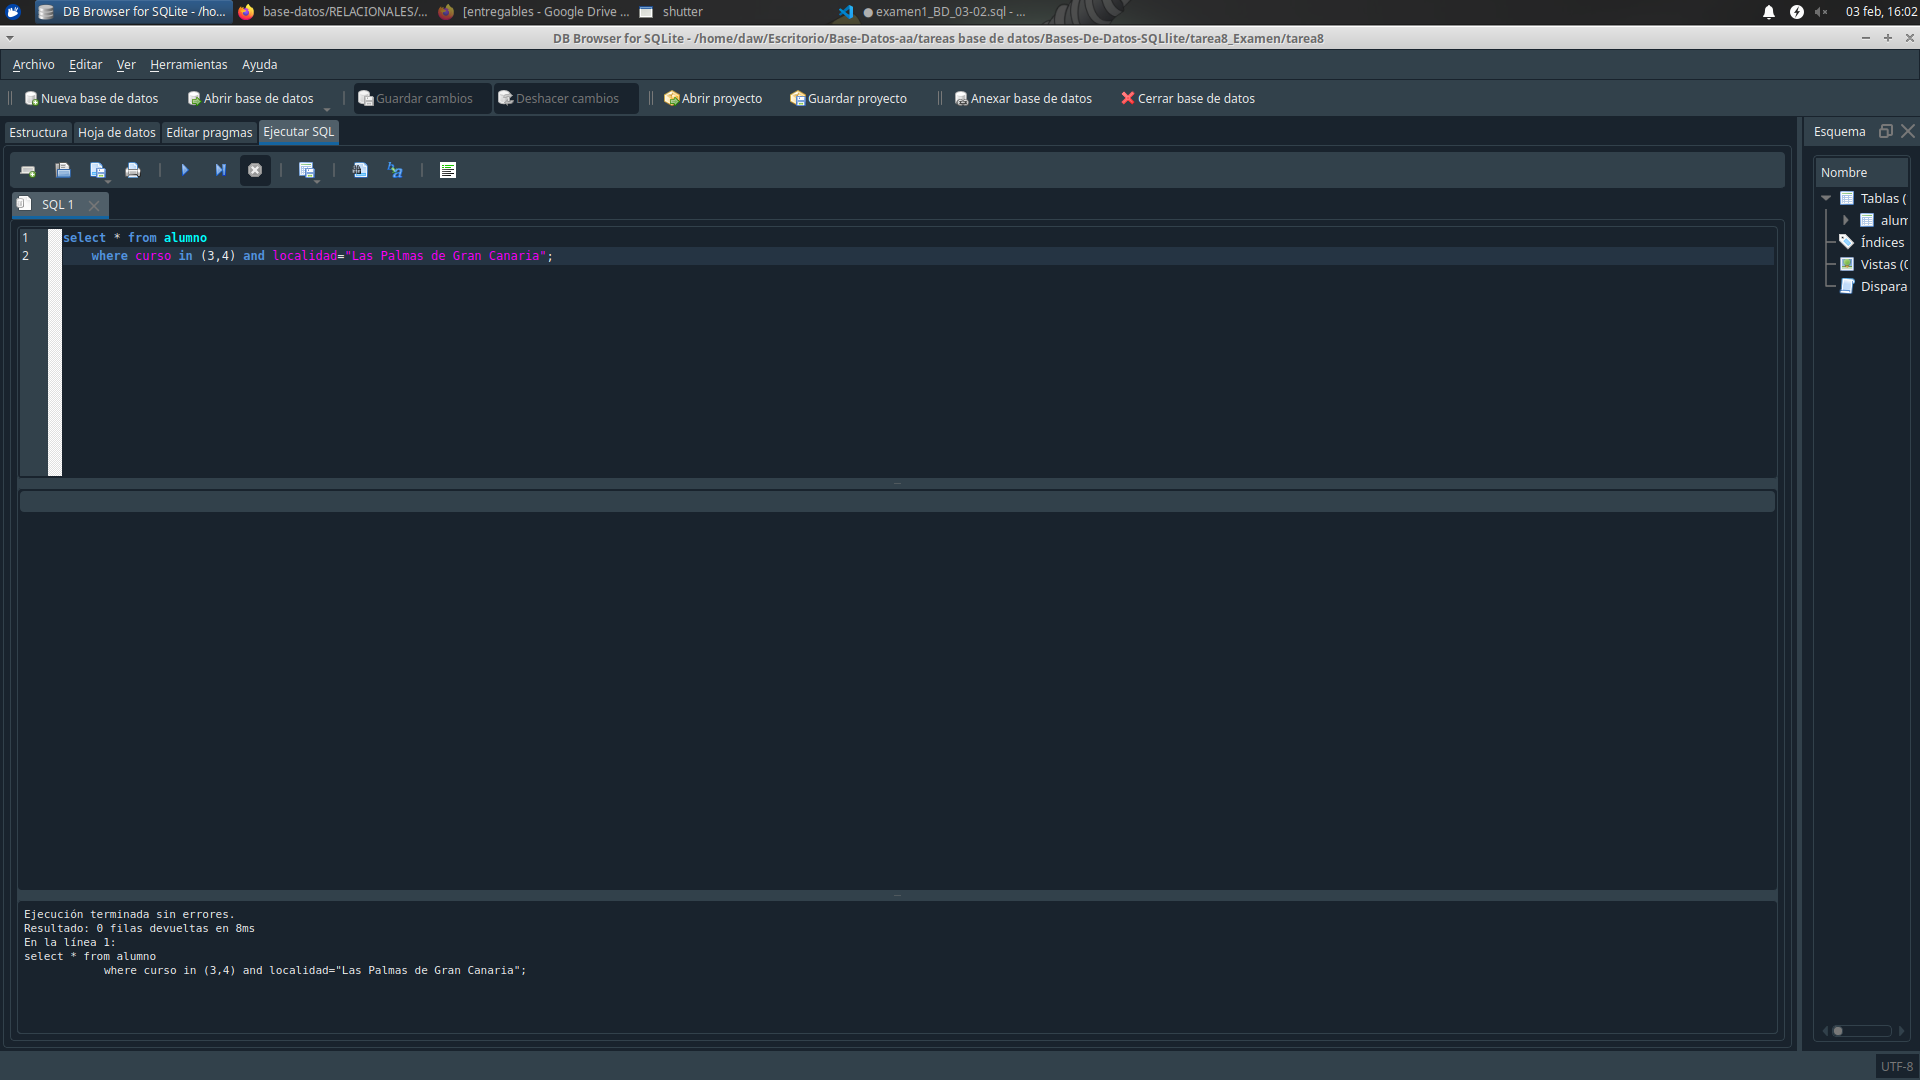 DB Browser for SQLite - /ho...
base-datos/RELACIONALES/...
[entregables - Google Drive ...
shutter
● examen1_BD_03-02.sql - ...
03 feb, 16:02
DB Browser for SQLite - /home/daw/Escritorio/Base-Datos-aa/tareas base de datos/Bases-De-Datos-SQLlite/tarea8_Examen/tarea8
Archivo Editar Ver Herramientas Ayuda
Nueva base de datos Abrir base de datos Guardar cambios Deshacer cambios Abrir proyecto Guardar proyecto Anexar base de datos Cerrar base de datos
Estructura Hoja de datos Editar pragmas Ejecutar SQL
Esquema
Nombre
Tablas (
alum
Índices
Vistas (0
Dispara
SQL 1
1 select * from alumno
2 where curso in (3,4) and localidad="Las Palmas de Gran Canaria";
Ejecución terminada sin errores.
Resultado: 0 filas devueltas en 8ms
En la línea 1:
select * from alumno
where curso in (3,4) and localidad="Las Palmas de Gran Canaria";
UTF-8